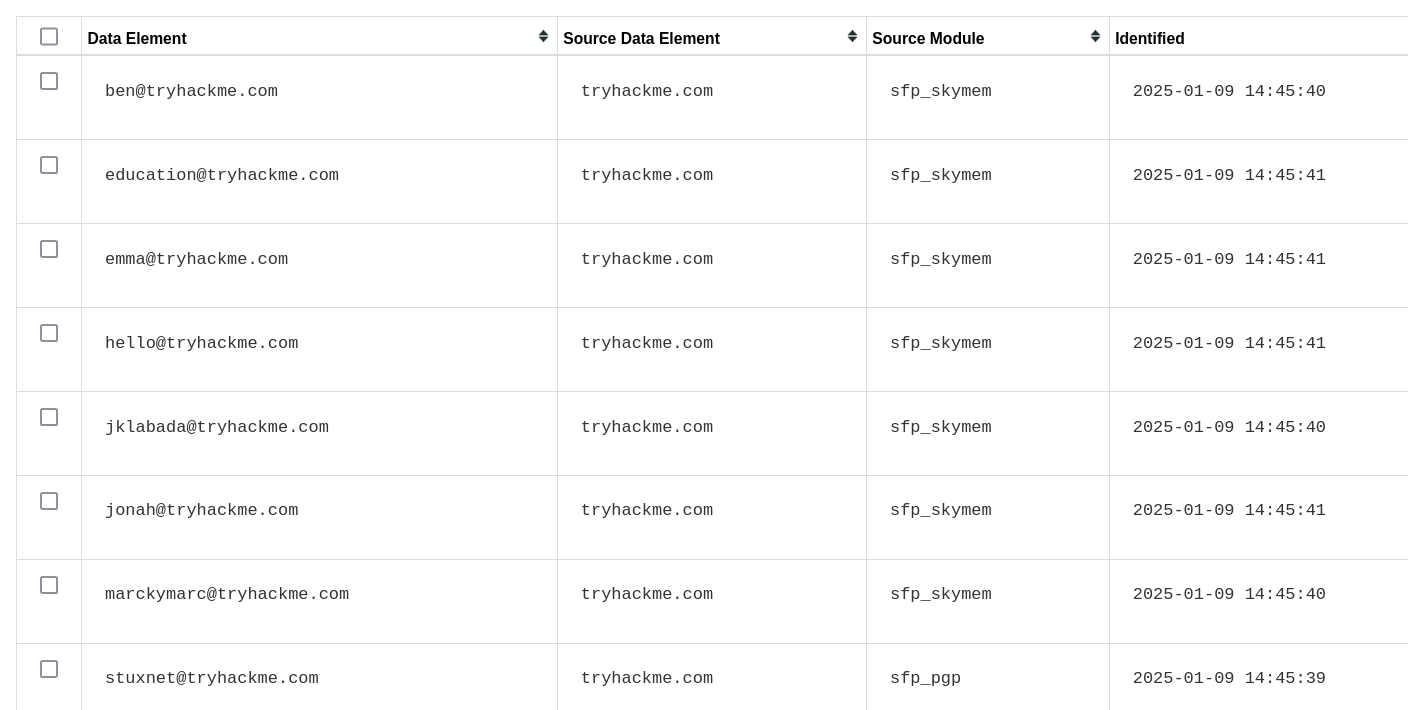 Data Element Source Data Element Source Module Identified
ben@tryhackme.com tryhackme.com sfp_skymem 2025-01-09 14:45:40
education@tryhackme.com tryhackme.com sfp_skymem 2025-01-09 14:45:41
emma@tryhackme.com tryhackme.com sfp_skymem 2025-01-09 14:45:41
hello@tryhackme.com tryhackme.com sfp_skymem 2025-01-09 14:45:41
jklabada@tryhackme.com tryhackme.com sfp_skymem 2025-01-09 14:45:40
jonah@tryhackme.com tryhackme.com sfp_skymem 2025-01-09 14:45:41
marckymarc@tryhackme.com tryhackme.com sfp_skymem 2025-01-09 14:45:40
stuxnet@tryhackme.com tryhackme.com sfp_pgp 2025-01-09 14:45:39